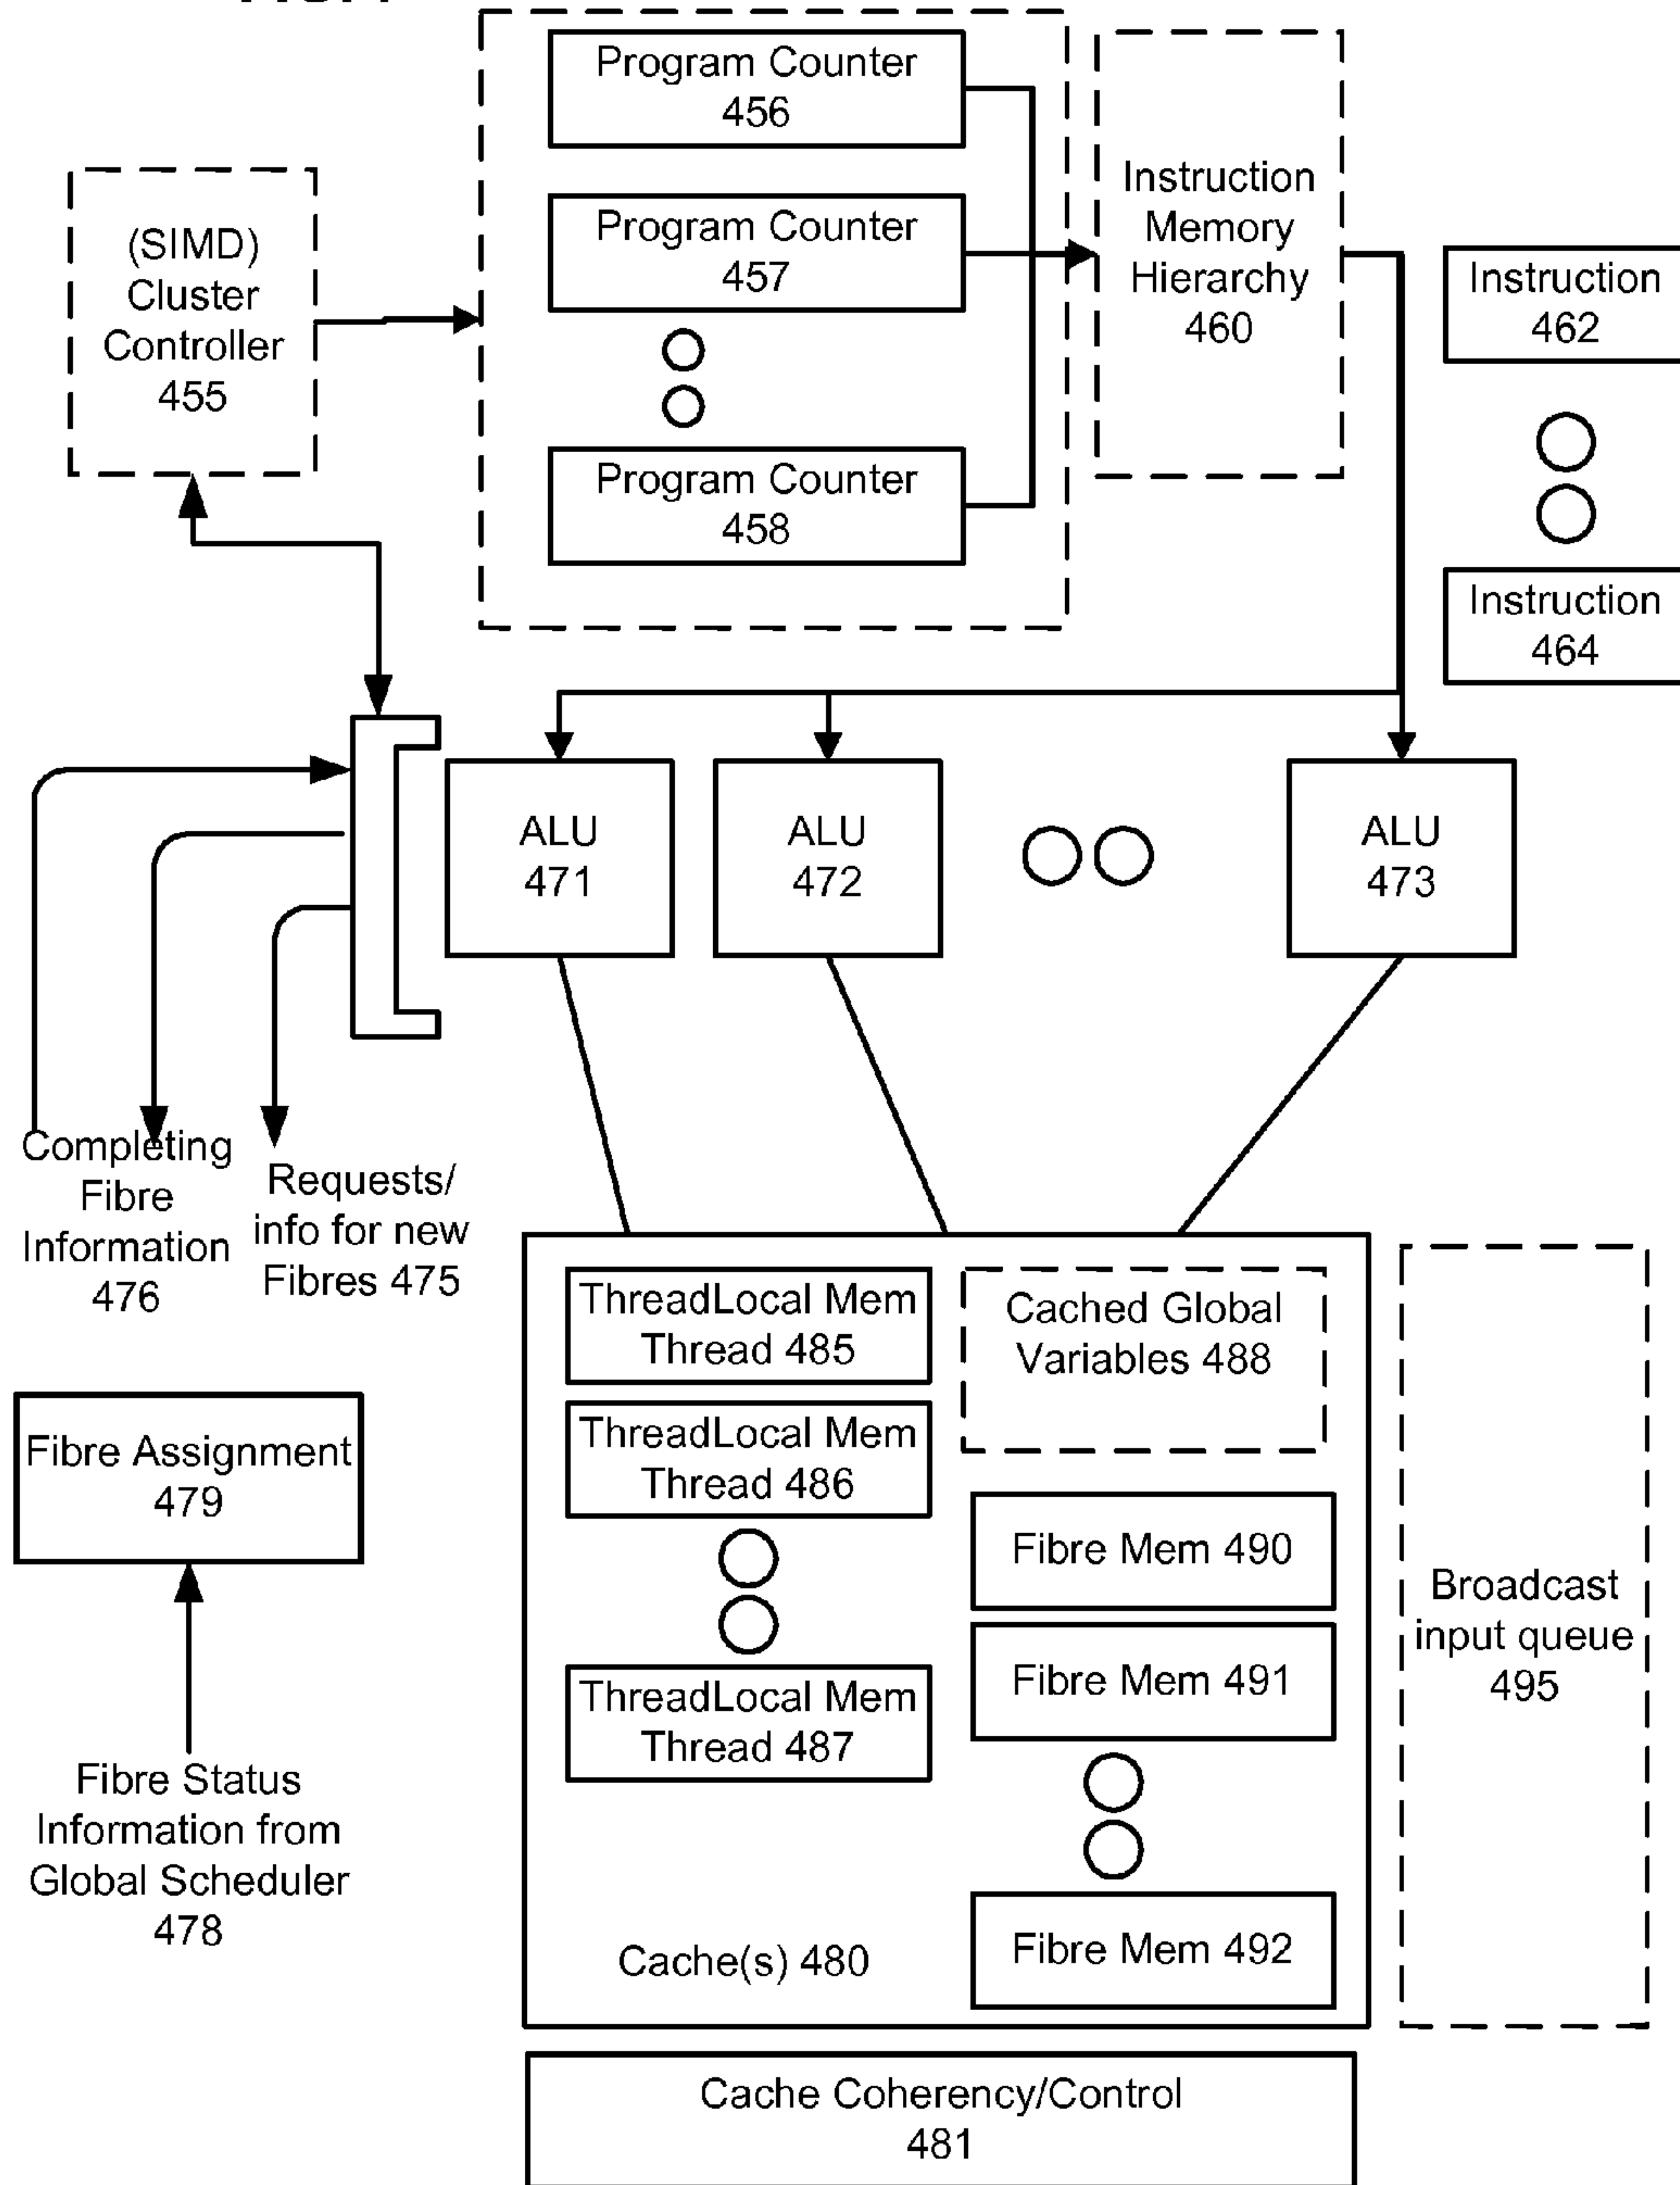 Program Counter
456
(SIMD)
Cluster
Controller
455
Program Counter
457
Program Counter
458
Instruction
Memory
Hierarchy
460
Instruction
462
Instruction
464
ALU
471
ALU
472
ALU
473
Completing
Fibre
Information
476
Requests/
info for new
Fibres 475
Fibre Assignment
479
Fibre Status
Information from
Global Scheduler
478
ThreadLocal Mem
Thread 485
ThreadLocal Mem
Thread 486
ThreadLocal Mem
Thread 487
Cached Global
Variables 488
Fibre Mem 490
Fibre Mem 491
Fibre Mem 492
Cache(s) 480
Broadcast
input queue
495
Cache Coherency/Control
481